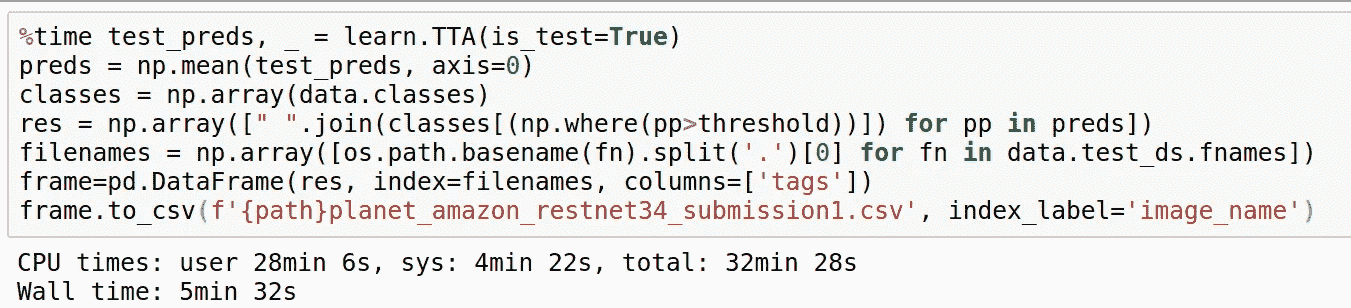 %time test_preds, _ = learn.TTA(is_test=True)
preds = np.mean(test_preds, axis=0)
classes = np.array(data.classes)
res = np.array([" ".join(classes[(np.where(pp>threshold))]) for pp in preds])
filenames = np.array([os.path.basename(fn).split('.')[0] for fn in data.test_ds.fnames])
frame=pd.DataFrame(res, index=filenames, columns=['tags'])
frame.to_csv(f'{path}planet_amazon_restnet34_submission1.csv', index_label='image_name')
CPU times: user 28min 6s, sys: 4min 22s, total: 32min 28s
Wall time: 5min 32s